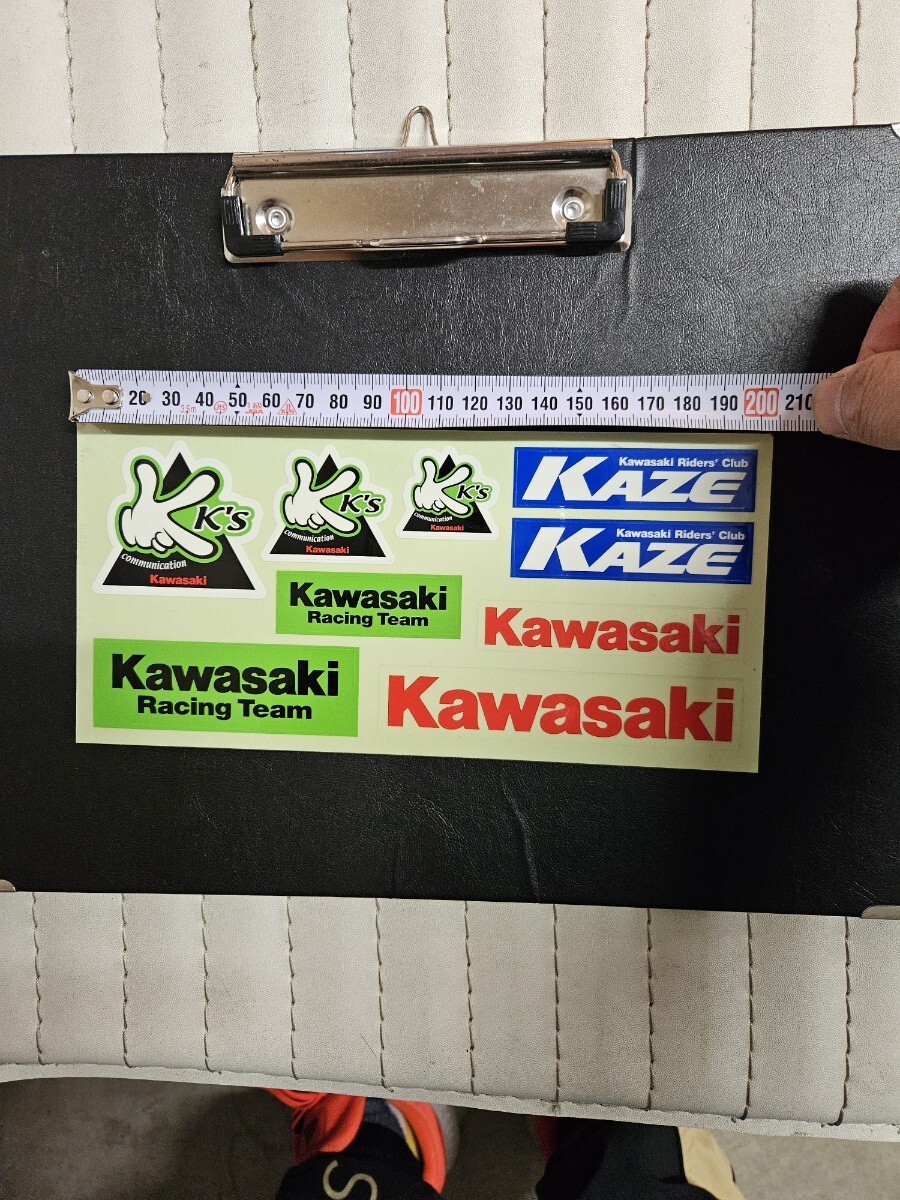 20 30 40 50 60 70 80 90 100 110 120 130 140 150 160 170 180 190 200 210
3.5m
K's
communication
Kawasaki
K's
communication
Kawasaki
K's
communication
Kawasaki
Kawasaki Riders' Club
KAZE
Kawasaki Riders' Club
KAZE
Kawasaki
Racing Team
Kawasaki
Kawasaki
Racing Team
Kawasaki
S